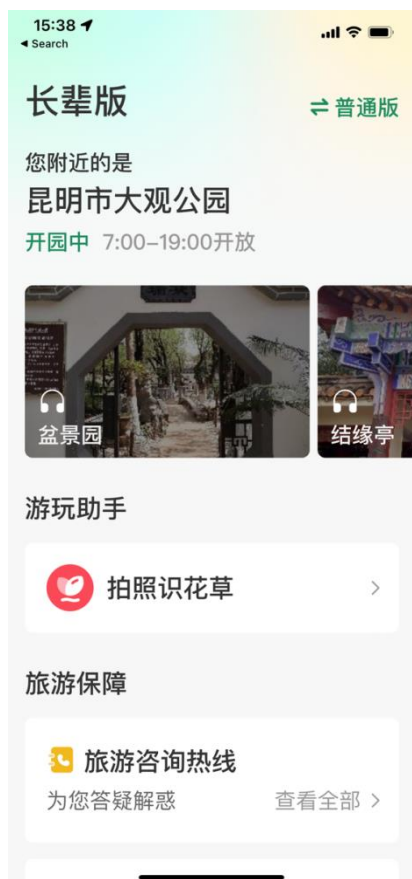 15:38
◄ Search
长辈版
⇌ 普通版
您附近的是
昆明市大观公园
开园中 7:00–19:00开放
盆景园
结缘亭
游玩助手
拍照识花草
旅游保障
旅游咨询热线
为您答疑解惑
查看全部